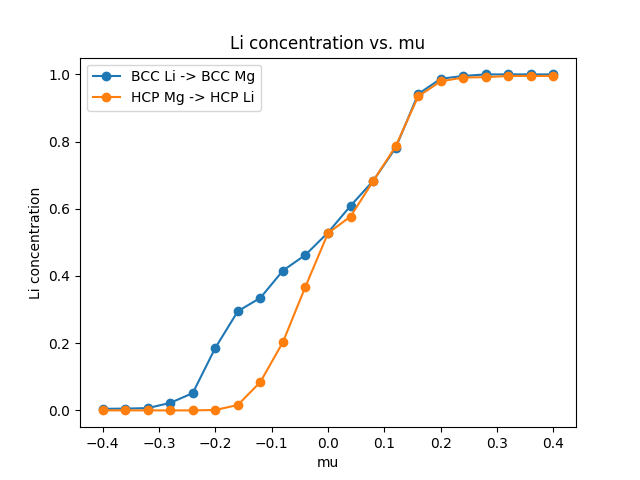 Li concentration vs. mu
BCC Li -> BCC Mg
HCP Mg -> HCP Li
Li concentration
1.0
0.8
0.6
0.4
0.2
0.0
−0.4 −0.3 −0.2 −0.1 0.0 0.1 0.2 0.3 0.4
mu